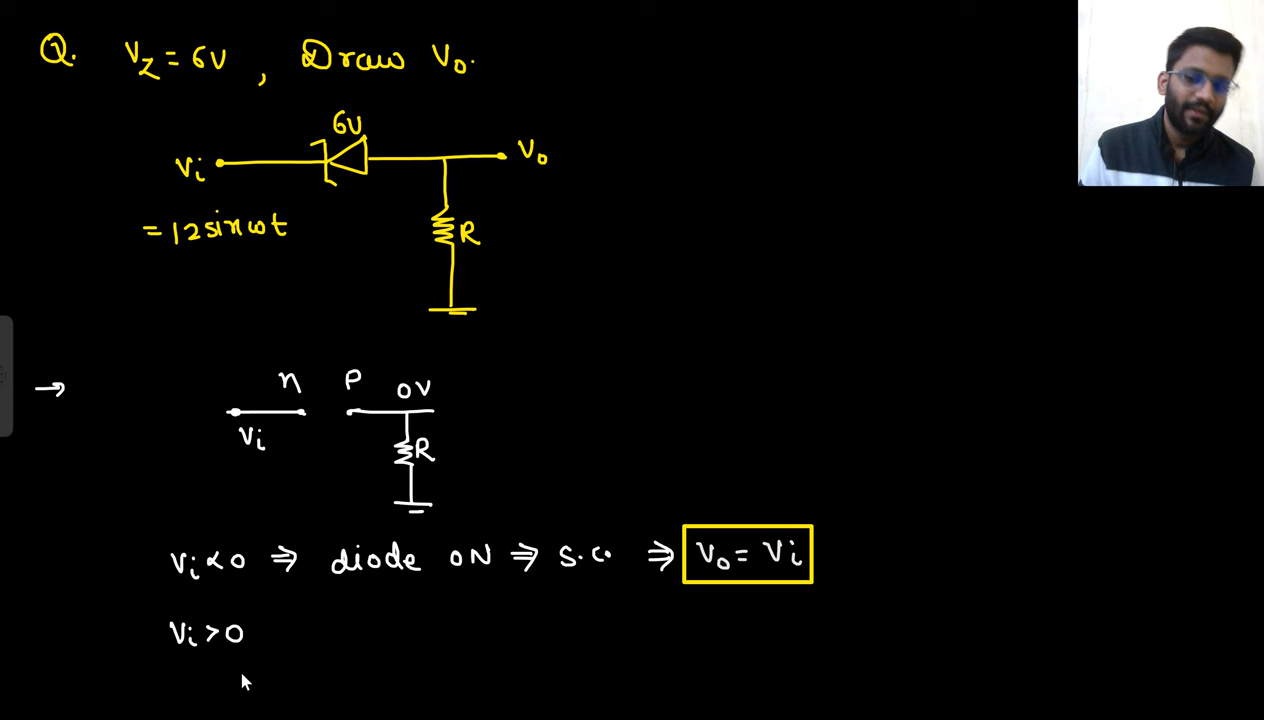 Q. Vz = 6V, Draw Vo.
6V
Vi
Vo
= 12 sin ωt
R
→ n p 0V
Vi
R
Vi < 0 ⇒ diode ON ⇒ S.C. ⇒ Vo = Vi
Vi > 0